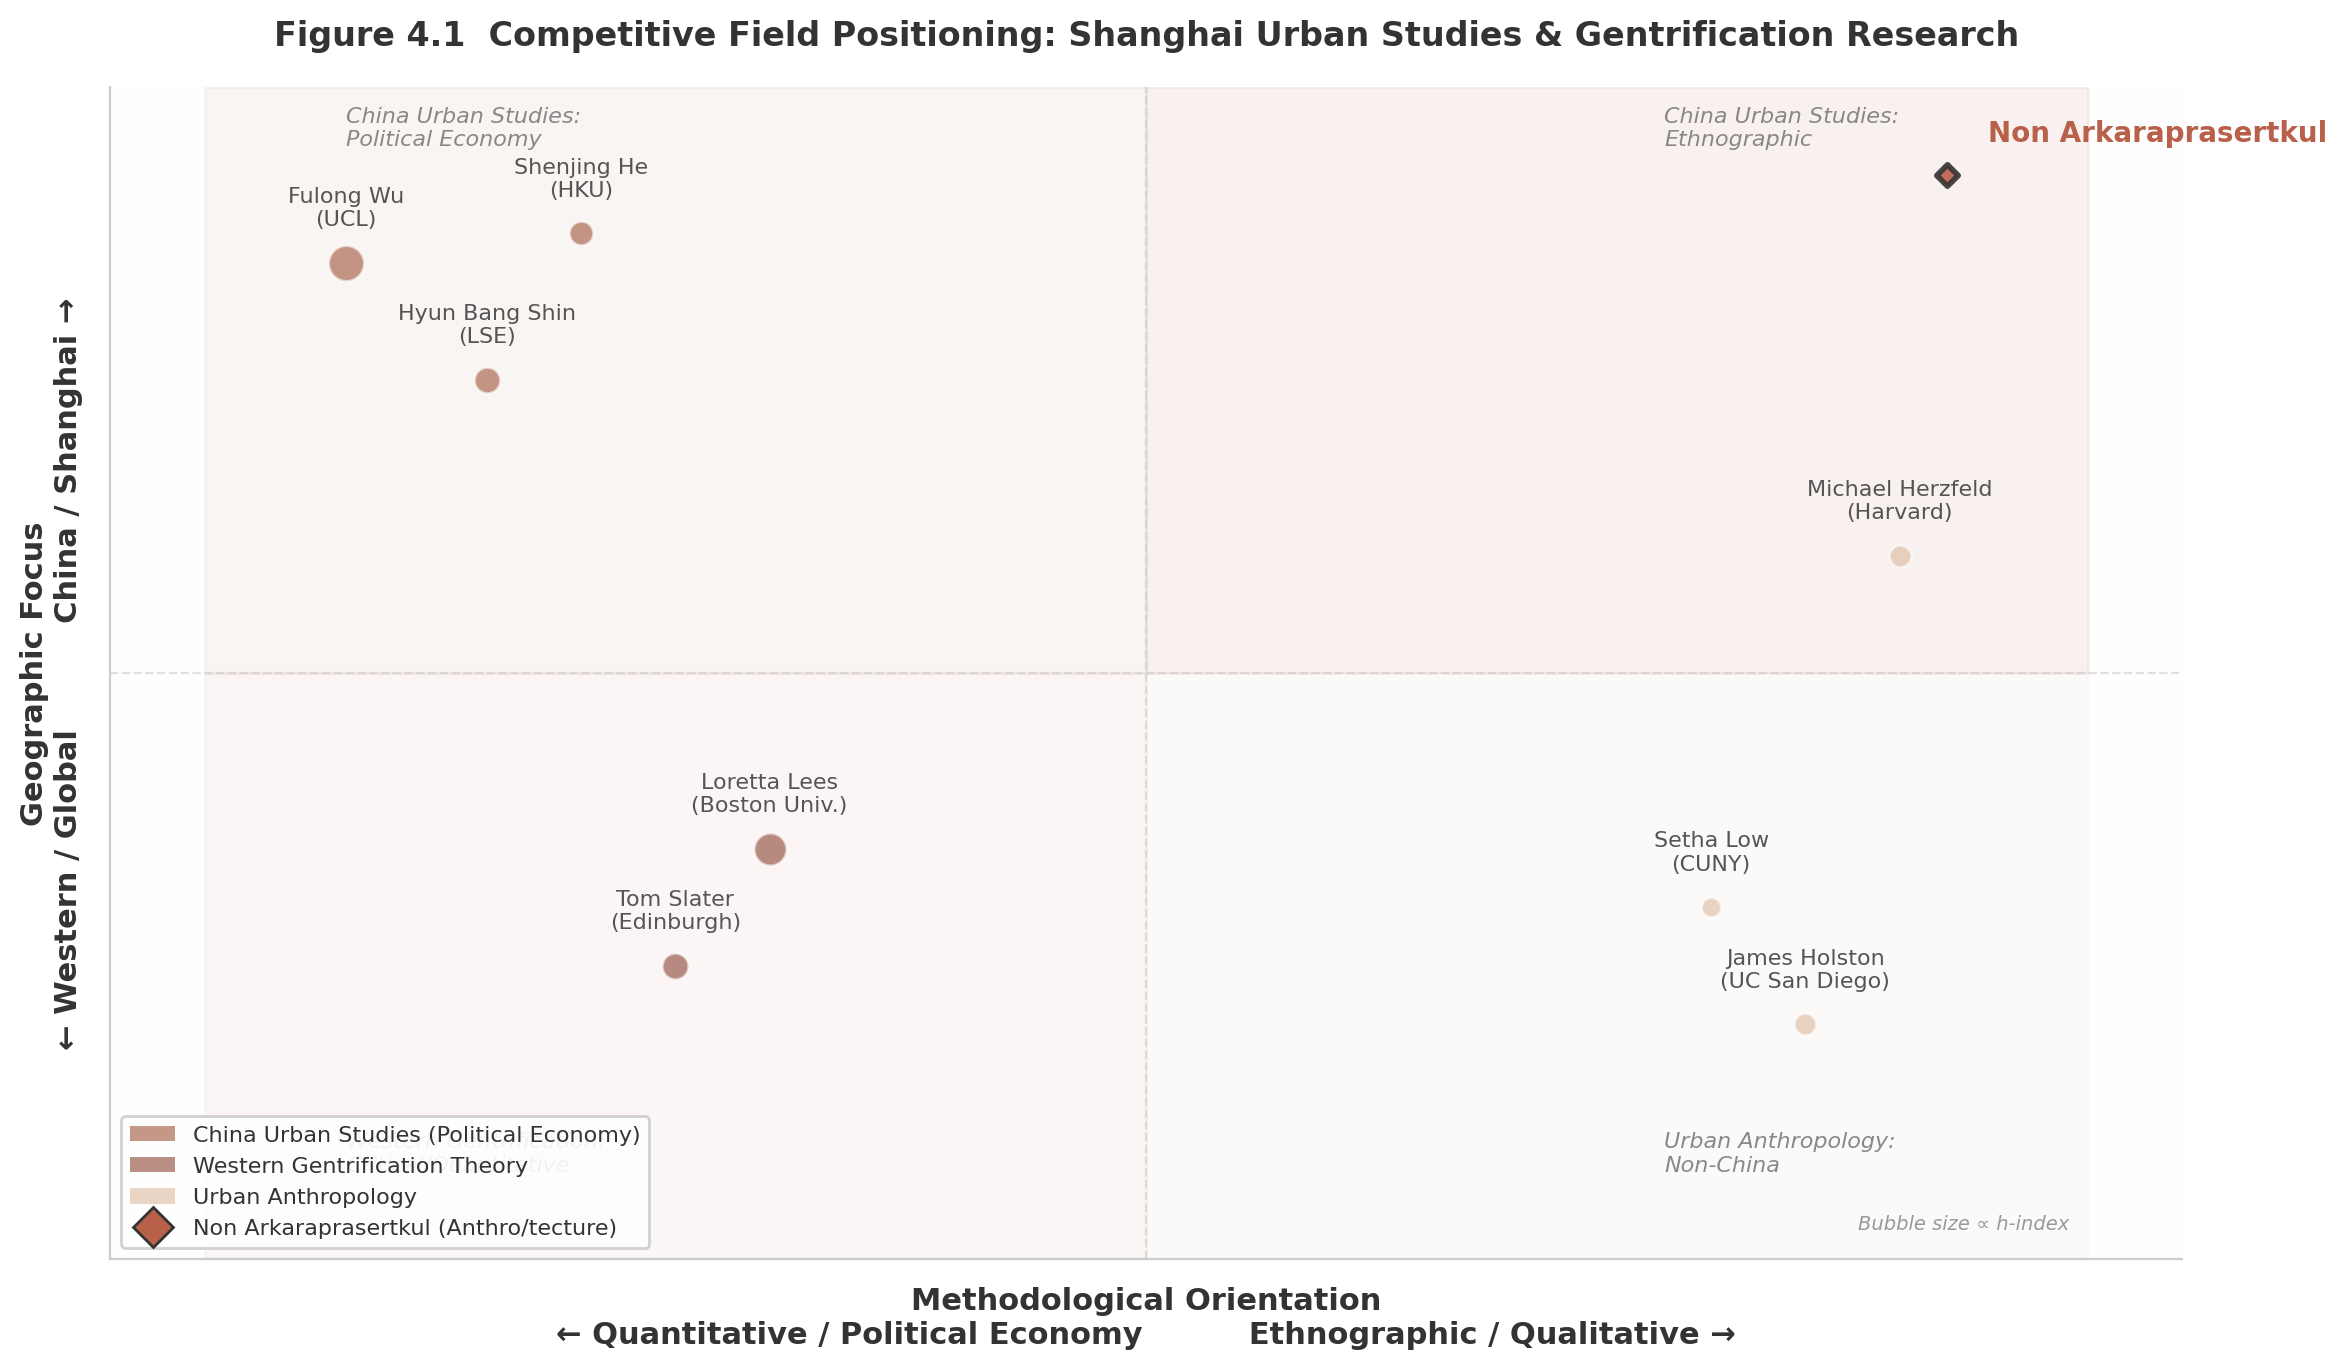 Figure 4.1  Competitive Field Positioning: Shanghai Urban Studies & Gentrification Research
China Urban Studies:
Political Economy
China Urban Studies:
Ethnographic
Non Arkaraprasertkul
Shenjing He
(HKU)
Fulong Wu
(UCL)
Hyun Bang Shin
(LSE)
Michael Herzfeld
(Harvard)
Geographic Focus
← Western / Global          China / Shanghai →
Loretta Lees
(Boston Univ.)
Tom Slater
(Edinburgh)
Setha Low
(CUNY)
James Holston
(UC San Diego)
Urban Anthropology:
Non-China
Bubble size ∝ h-index
China Urban Studies (Political Economy)
Western Gentrification Theory
Urban Anthropology
Non Arkaraprasertkul (Anthro/tecture)
Methodological Orientation
← Quantitative / Political Economy          Ethnographic / Qualitative →